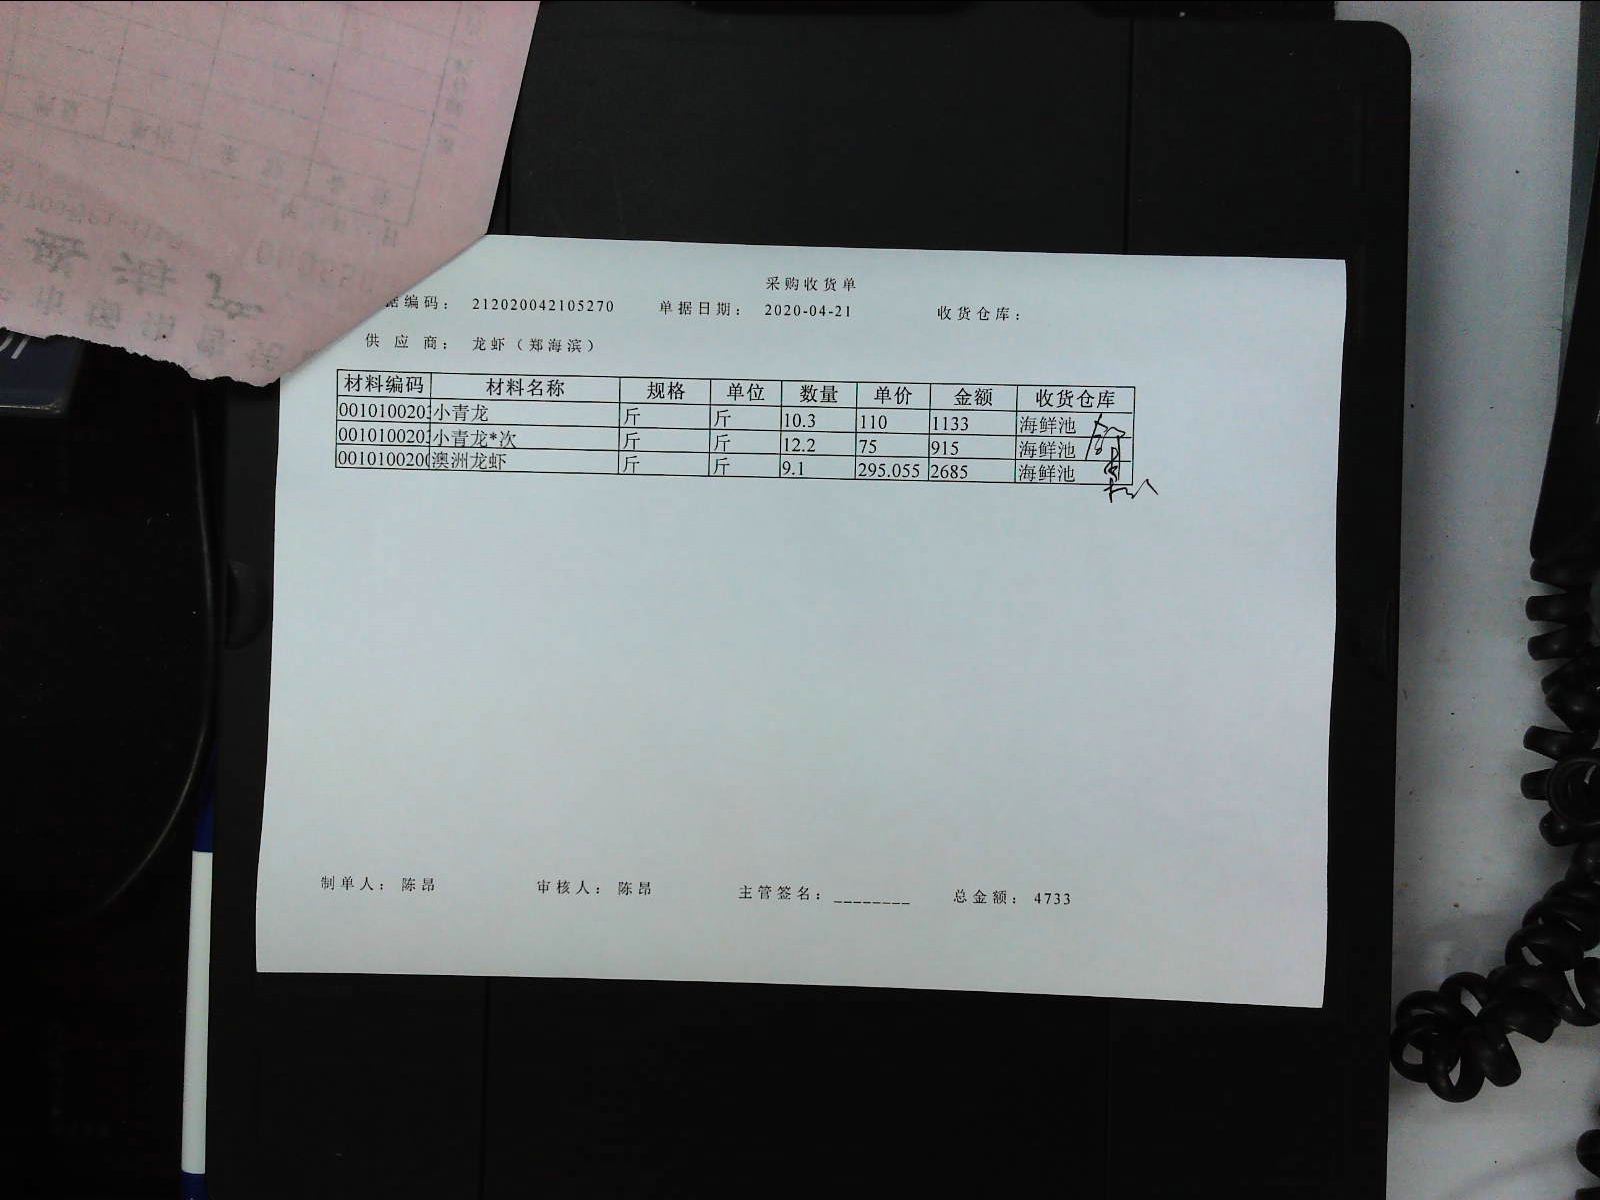 采购收货单
据编码： 212020042105270 单据日期： 2020-04-21 收货仓库：
供 应 商： 龙虾（郑海滨）
材料编码 材料名称 规格 单位 数量 单价 金额 收货仓库
001010020 小青龙 斤 斤 10.3 110 1133 海鲜池
001010020 小青龙*次 斤 斤 12.2 75 915 海鲜池
001010020 澳洲龙虾 斤 斤 9.1 295.055 2685 海鲜池
制单人： 陈昂 审核人： 陈昂 主管签名：________ 总金额： 4733